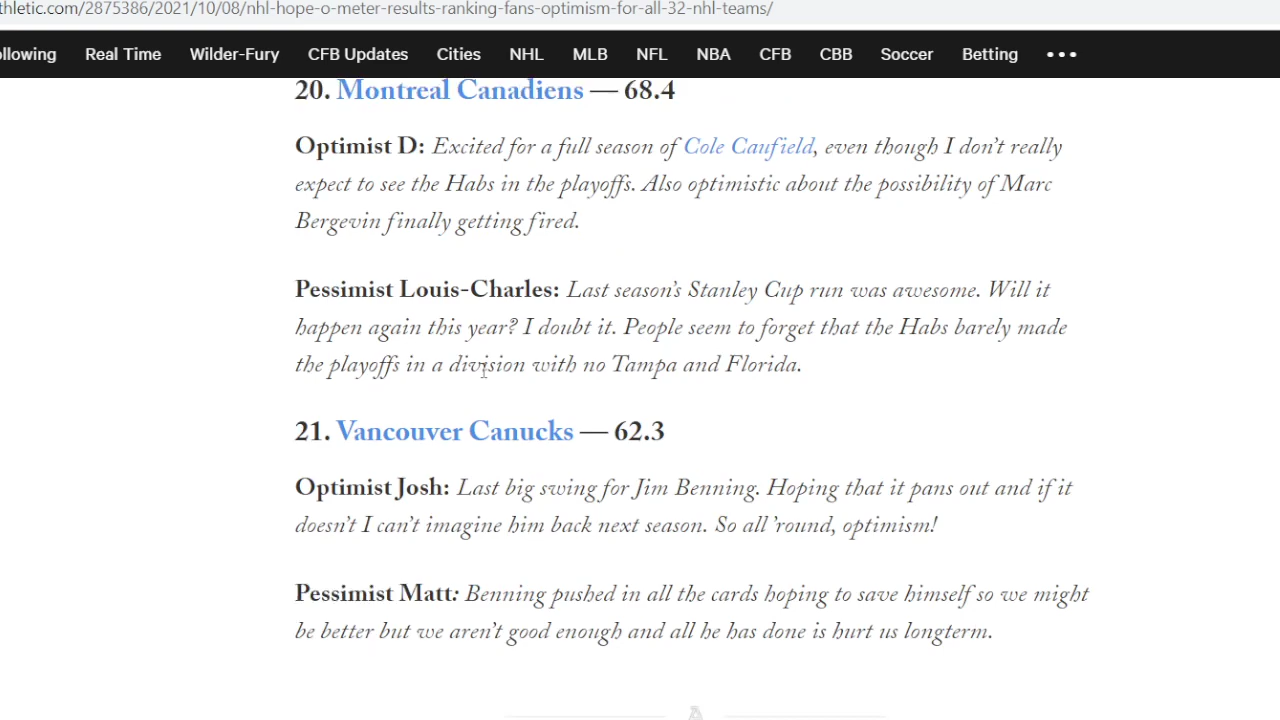 thletic.com/2875386/2021/10/08/nhl-hope-o-meter-results-ranking-fans-optimism-for-all-32-nhl-teams/
ollowing Real Time Wilder-Fury CFB Updates Cities NHL MLB NFL NBA CFB CBB Soccer Betting •••
20. Montreal Canadiens — 68.4
Optimist D: Excited for a full season of Cole Caufield, even though I don’t really
expect to see the Habs in the playoffs. Also optimistic about the possibility of Marc
Bergevin finally getting fired.
Pessimist Louis-Charles: Last season’s Stanley Cup run was awesome. Will it
happen again this year? I doubt it. People seem to forget that the Habs barely made
the playoffs in a division with no Tampa and Florida.
21. Vancouver Canucks — 62.3
Optimist Josh: Last big swing for Jim Benning. Hoping that it pans out and if it
doesn’t I can’t imagine him back next season. So all ’round, optimism!
Pessimist Matt: Benning pushed in all the cards hoping to save himself so we might
be better but we aren’t good enough and all he has done is hurt us longterm.